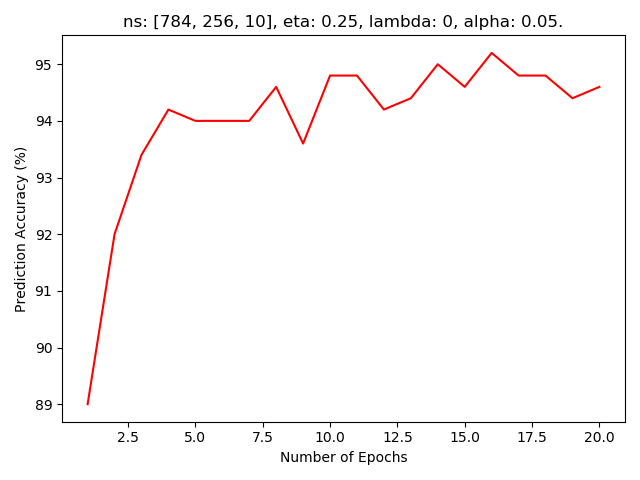 ns: [784, 256, 10], eta: 0.25, lambda: 0, alpha: 0.05.
Prediction Accuracy (%)
95
94
93
92
91
90
89
2.5 5.0 7.5 10.0 12.5 15.0 17.5 20.0
Number of Epochs